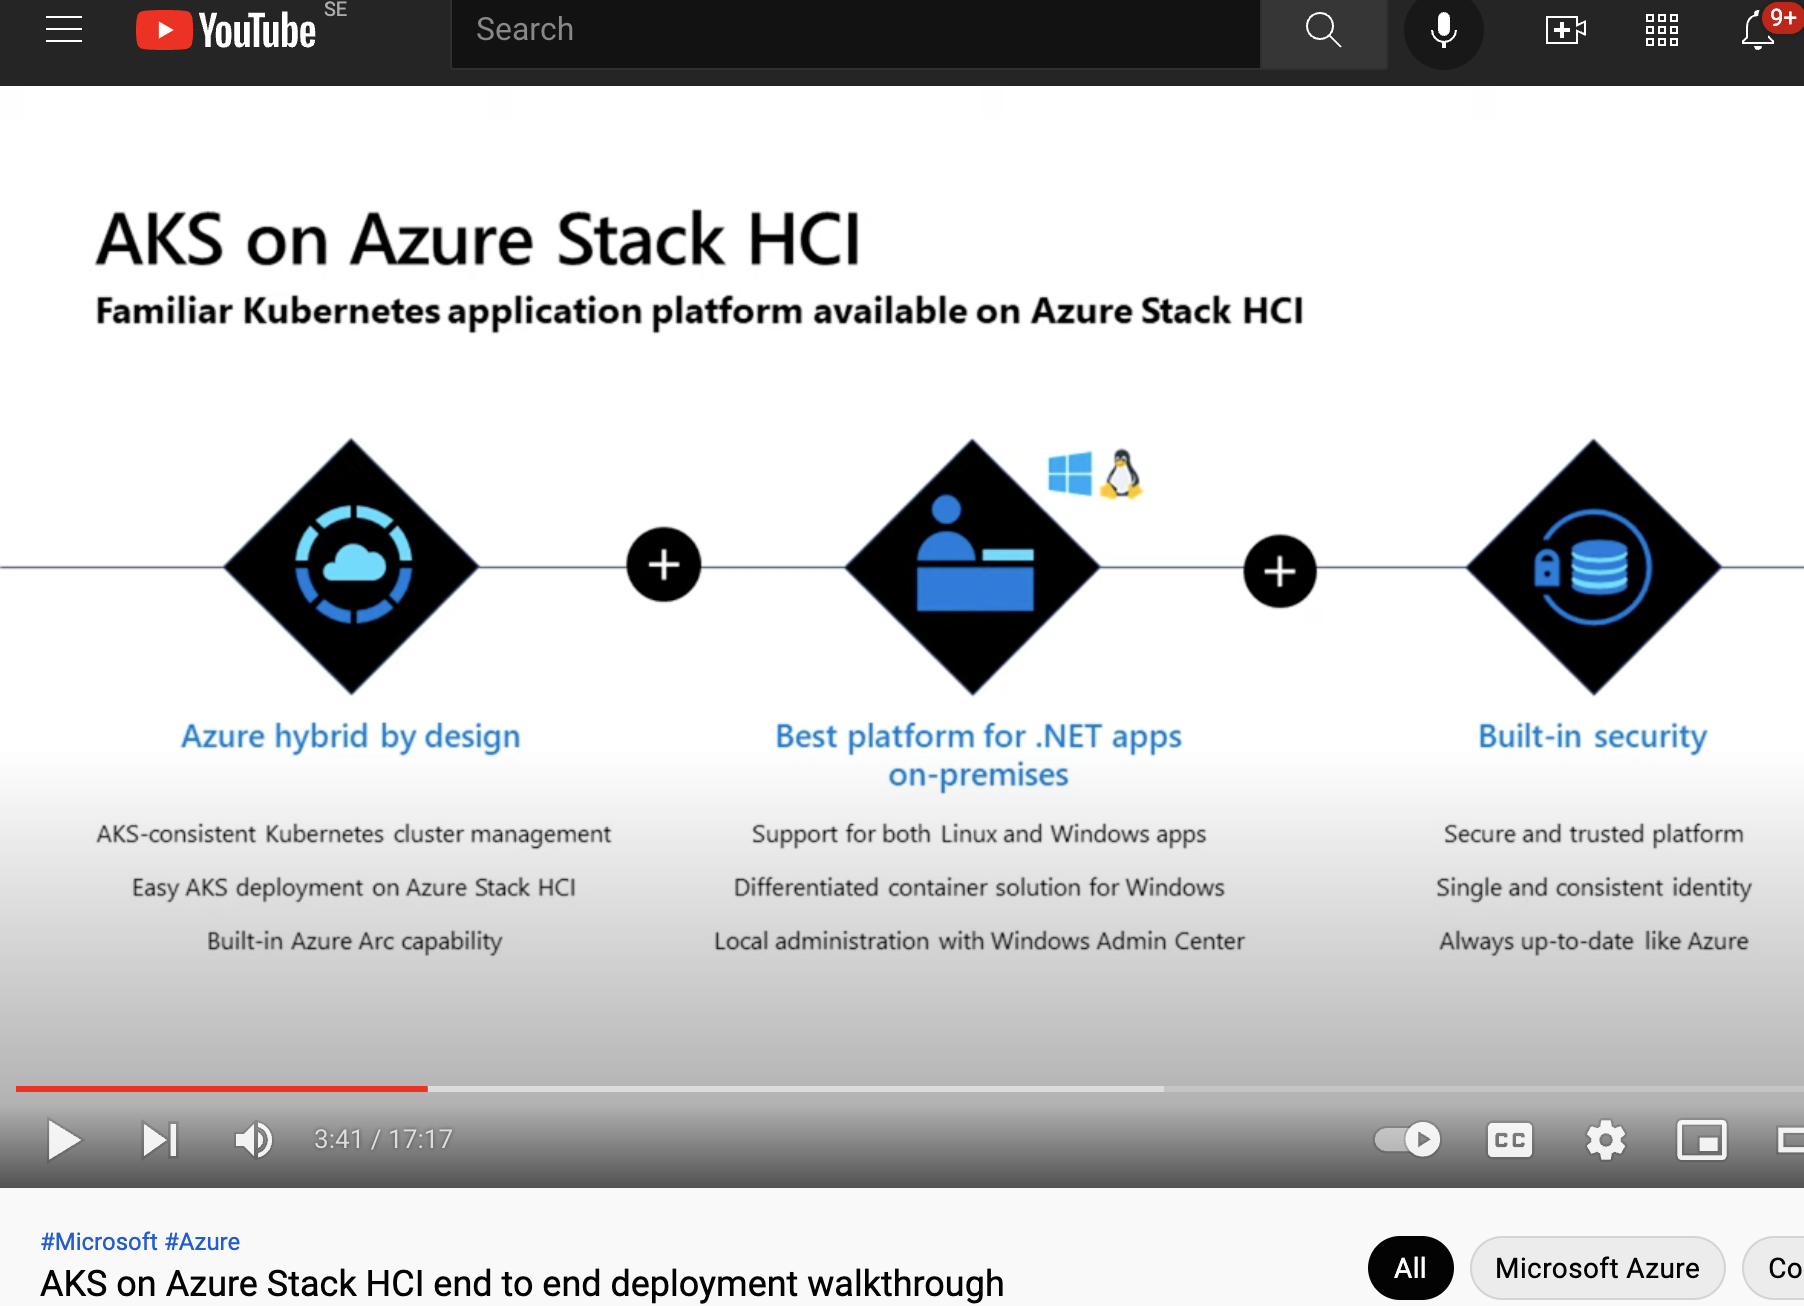 YouTube SE
Search
9+
AKS on Azure Stack HCI
Familiar Kubernetes application platform available on Azure Stack HCI
Azure hybrid by design
AKS-consistent Kubernetes cluster management
Easy AKS deployment on Azure Stack HCI
Built-in Azure Arc capability
Best platform for .NET apps
on-premises
Support for both Linux and Windows apps
Differentiated container solution for Windows
Local administration with Windows Admin Center
Built-in security
Secure and trusted platform
Single and consistent identity
Always up-to-date like Azure
3:41 / 17:17
CC
#Microsoft #Azure
AKS on Azure Stack HCI end to end deployment walkthrough
All
Microsoft Azure
Co